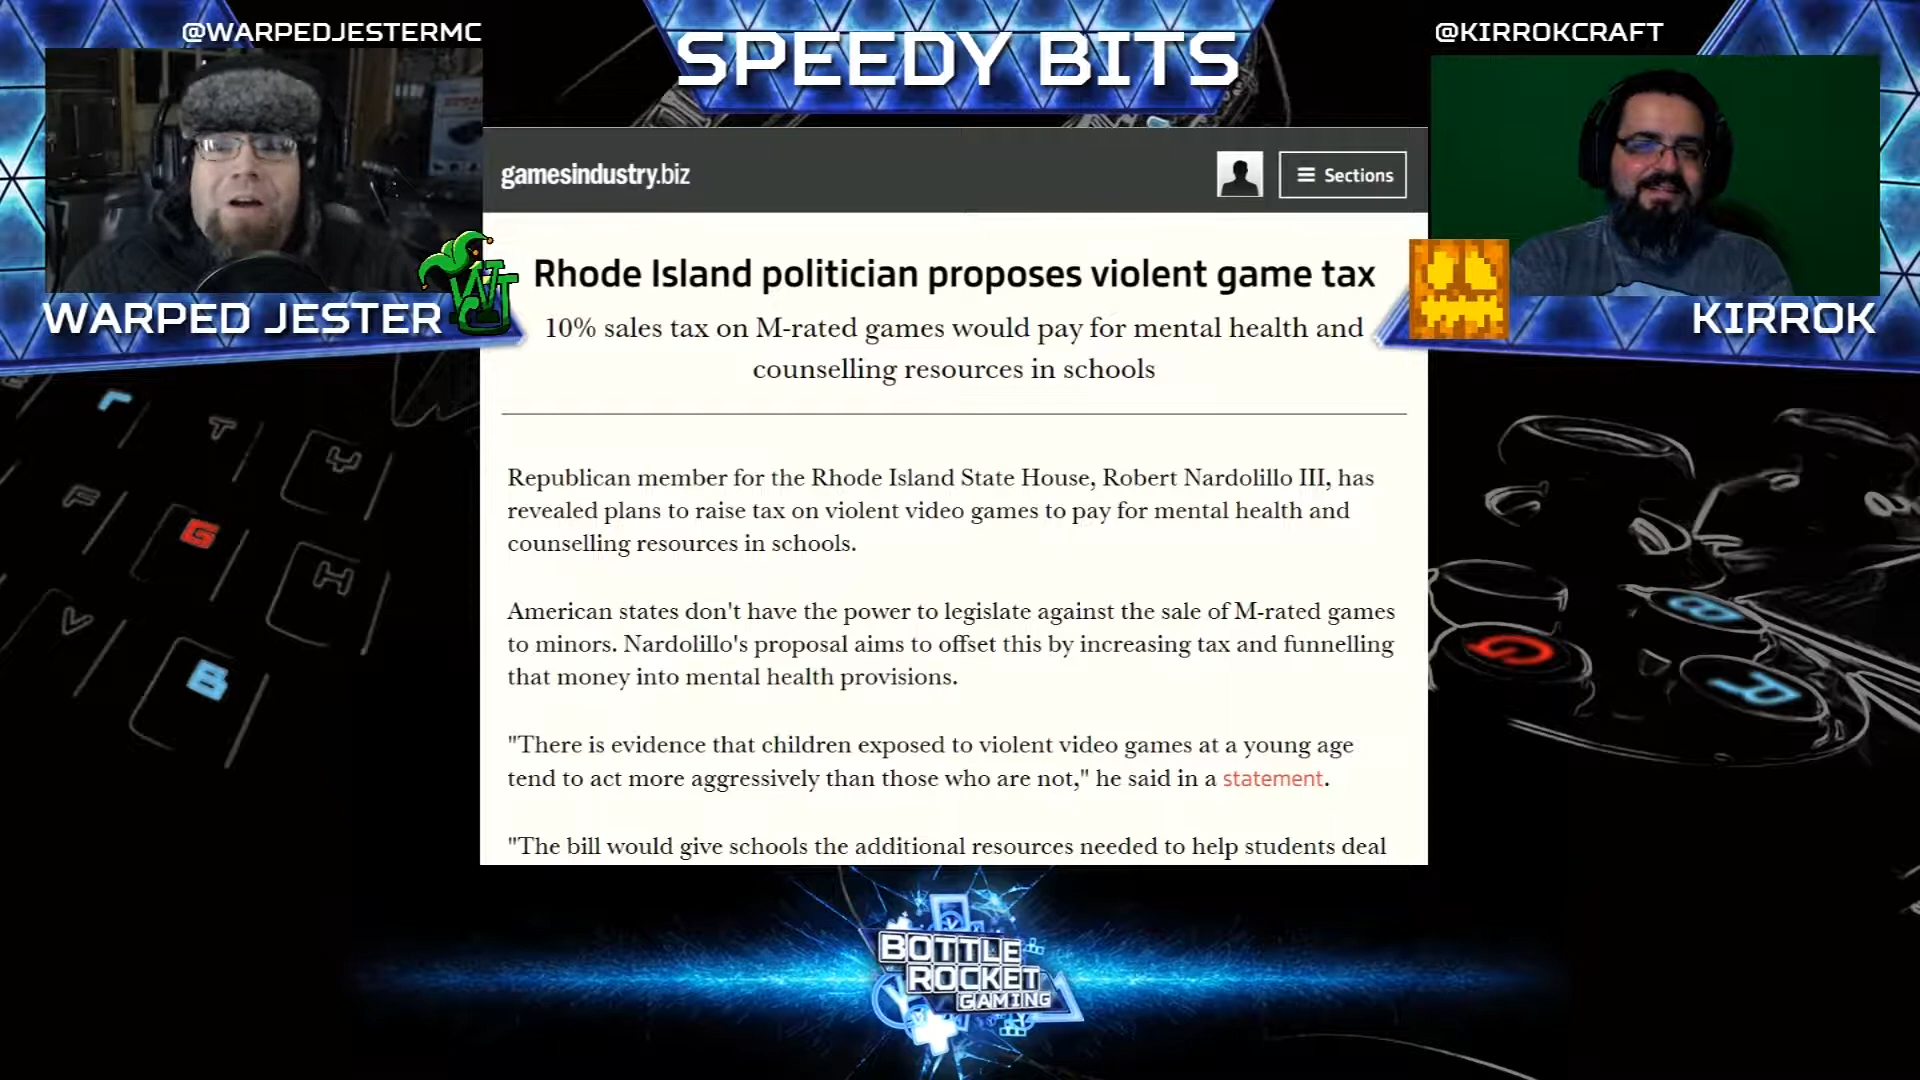 @WARPEDJESTERMC
SPEEDY BITS
@KIRROKCRAFT
gamesindustry.biz
Sections
WARPED JESTER
WJ
KIRROK
Rhode Island politician proposes violent game tax
10% sales tax on M-rated games would pay for mental health and
counselling resources in schools
Republican member for the Rhode Island State House, Robert Nardolillo III, has
revealed plans to raise tax on violent video games to pay for mental health and
counselling resources in schools.
American states don't have the power to legislate against the sale of M-rated games
to minors. Nardolillo's proposal aims to offset this by increasing tax and funnelling
that money into mental health provisions.
"There is evidence that children exposed to violent video games at a young age
tend to act more aggressively than those who are not," he said in a statement.
"The bill would give schools the additional resources needed to help students deal
T
Y
F
G
H
V
B
B
G
R
BOTTLE
ROCKET
GAMING